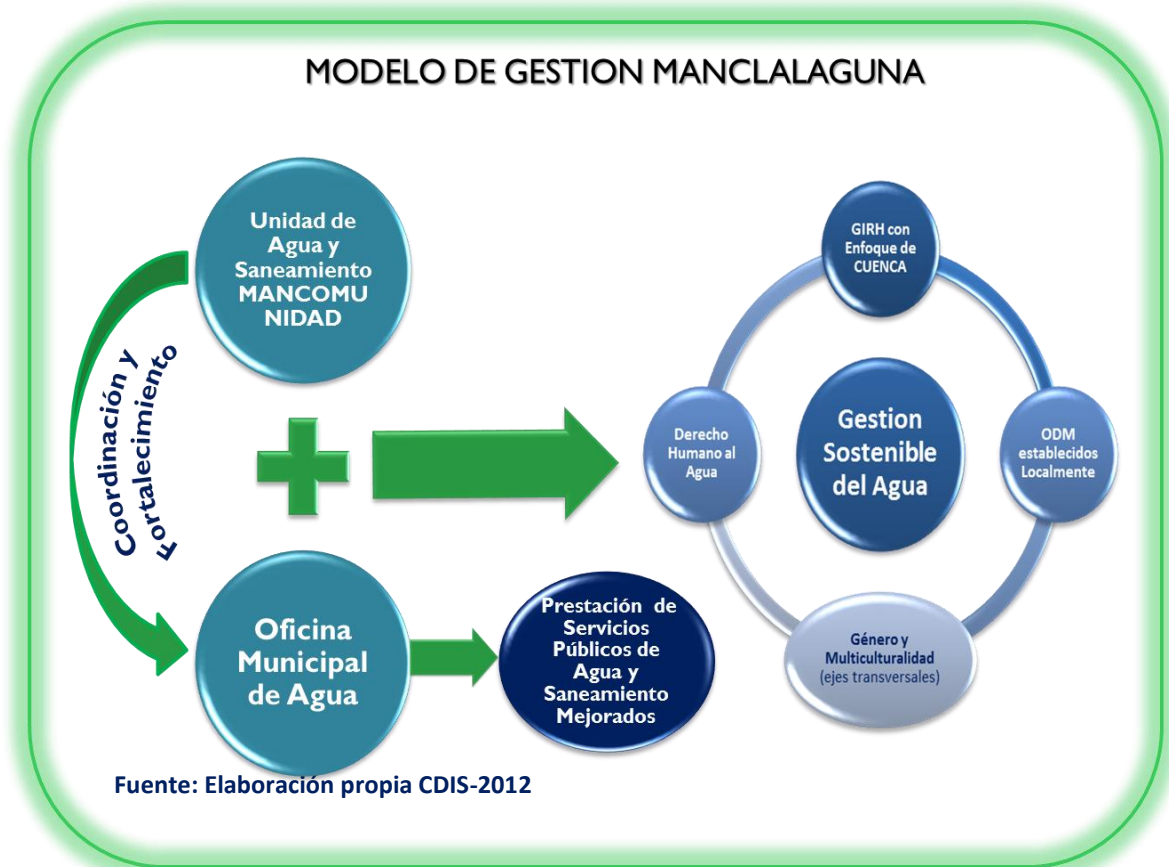 MODELO DE GESTION MANCLALAGUNA
Unidad de
Agua y
Saneamiento
MANCOMU
NIDAD
Coordinación y
Fortalecimiento
Oficina
Municipal
de Agua
Prestación de
Servicios
Públicos de
Agua y
Saneamiento
Mejorados
GIRH con
Enfoque de
CUENCA
Derecho
Humano al
Agua
Gestion
Sostenible
del Agua
ODM
establecidos
Localmente
Género y
Multiculturalidad
(ejes transversales)
Fuente: Elaboración propia CDIS-2012